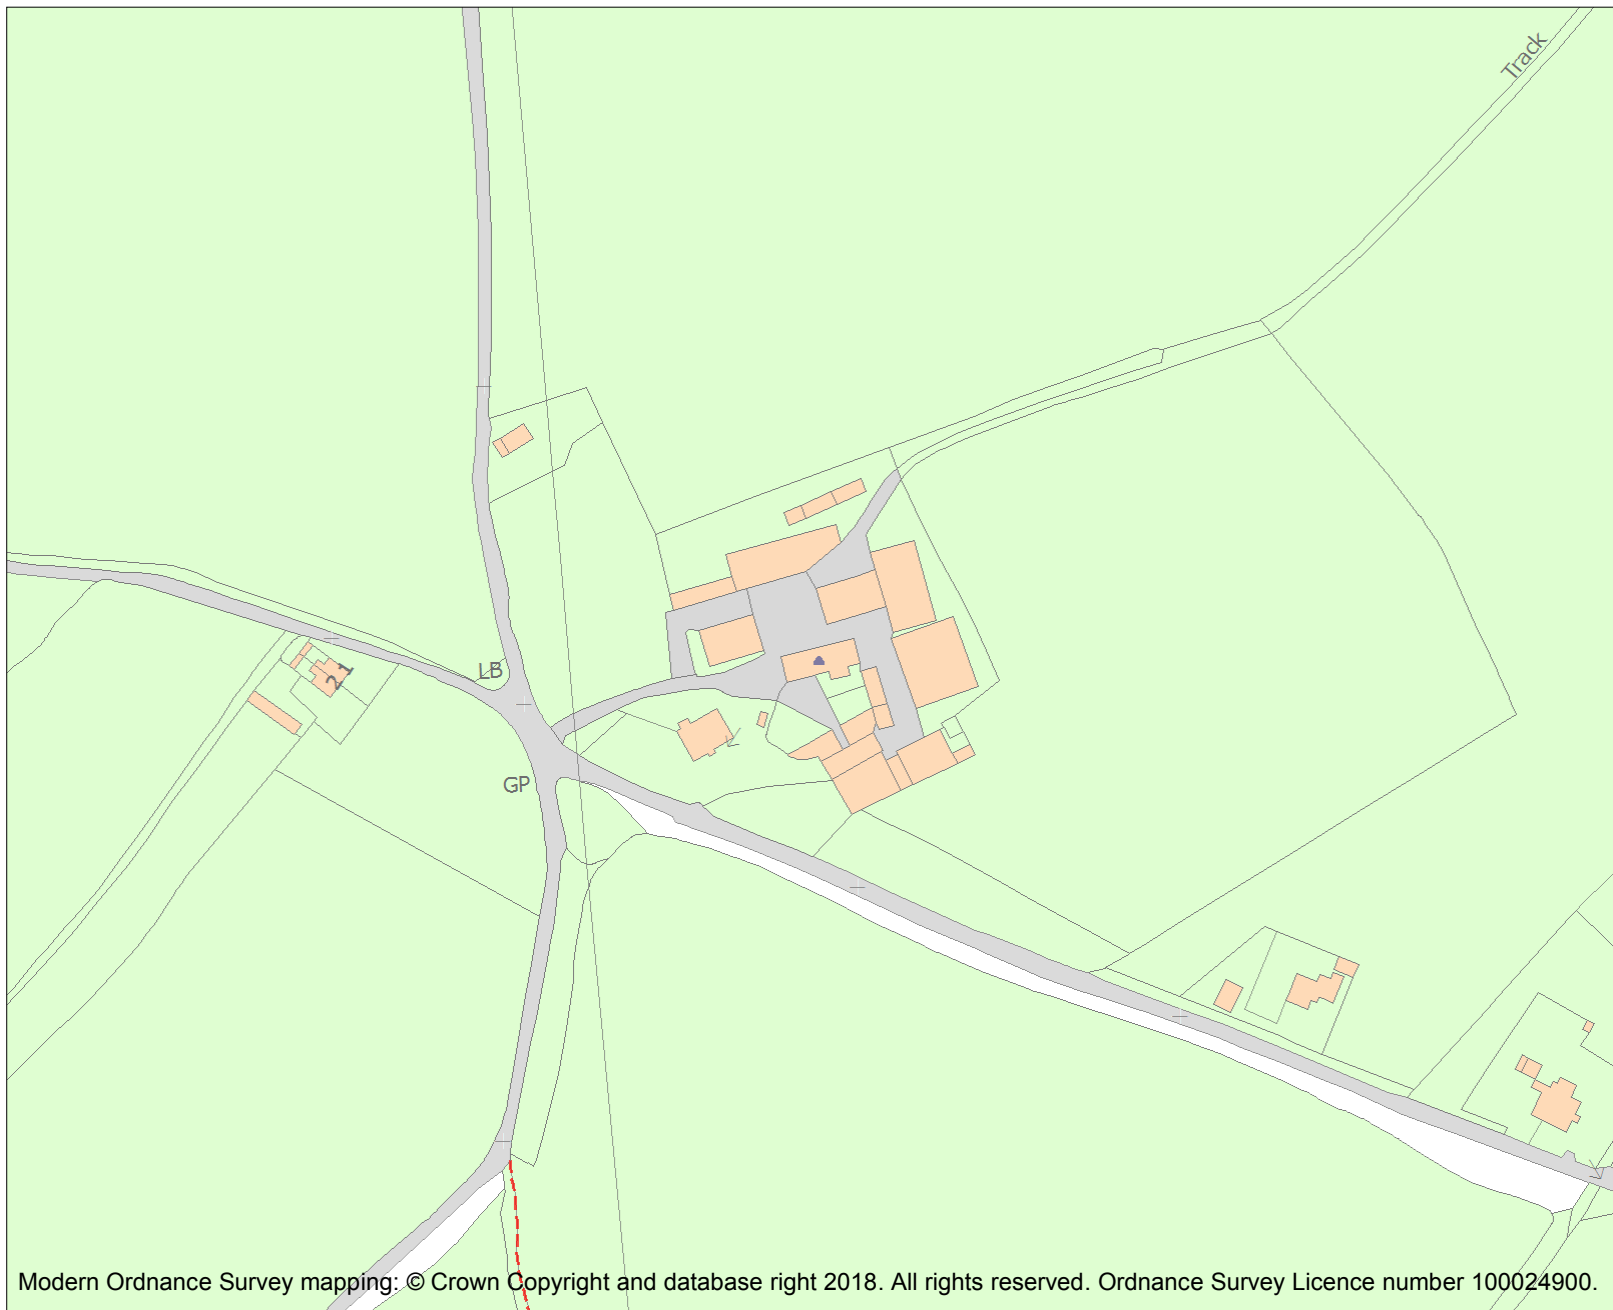 Track
LB
21
GP
Modern Ordnance Survey mapping: © Crown Copyright and database right 2018. All rights reserved. Ordnance Survey Licence number 100024900.